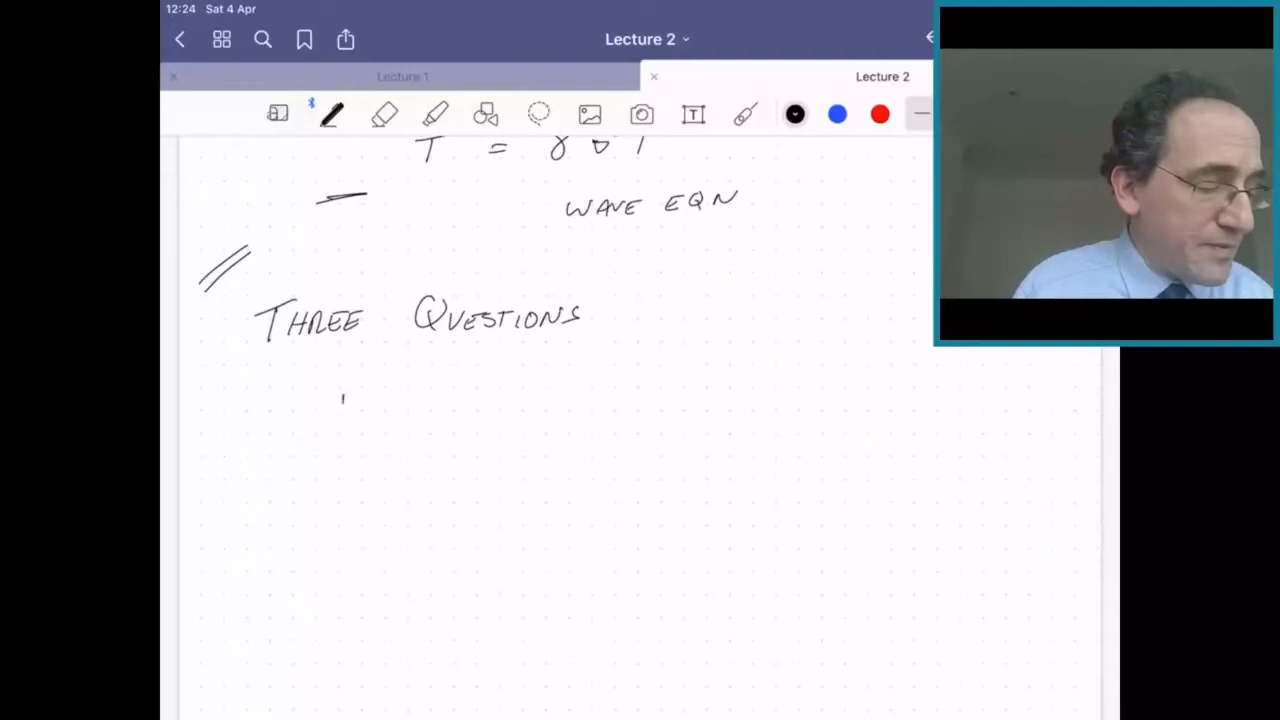 12:24 Sat 4 Apr
Lecture 2
Lecture 1
Lecture 2
T
T =
WAVE EQN
THREE QUESTIONS